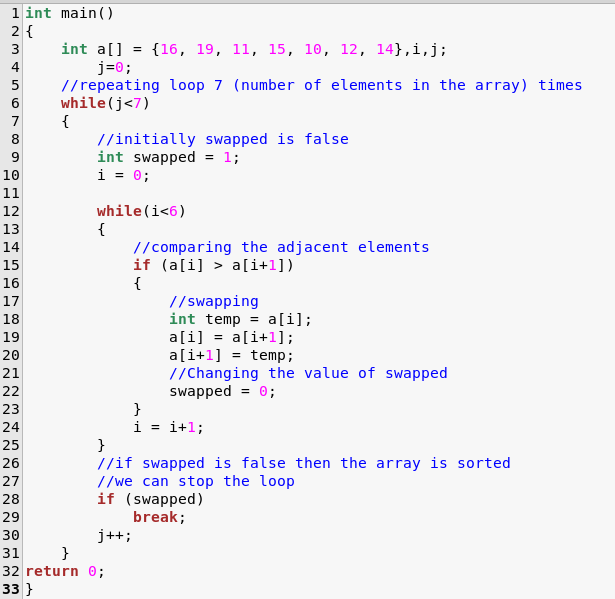 1 int main()
2 {
3     int a[] = {16, 19, 11, 15, 10, 12, 14},i,j;
4         j=0;
5     //repeating loop 7 (number of elements in the array) times
6     while(j<7)
7     {
8         //initially swapped is false
9         int swapped = 1;
10         i = 0;
11
12         while(i<6)
13         {
14             //comparing the adjacent elements
15             if (a[i] > a[i+1])
16             {
17                 //swapping
18                 int temp = a[i];
19                 a[i] = a[i+1];
20                 a[i+1] = temp;
21                 //Changing the value of swapped
22                 swapped = 0;
23             }
24             i = i+1;
25         }
26         //if swapped is false then the array is sorted
27         //we can stop the loop
28         if (swapped)
29             break;
30         j++;
31     }
32 return 0;
33 }